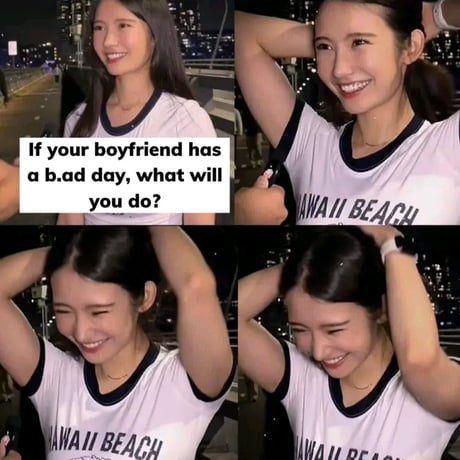 If your boyfriend has
a b.ad day, what will
you do?
AWAII BEACH
AWAII BEACH
AWAII BEACH